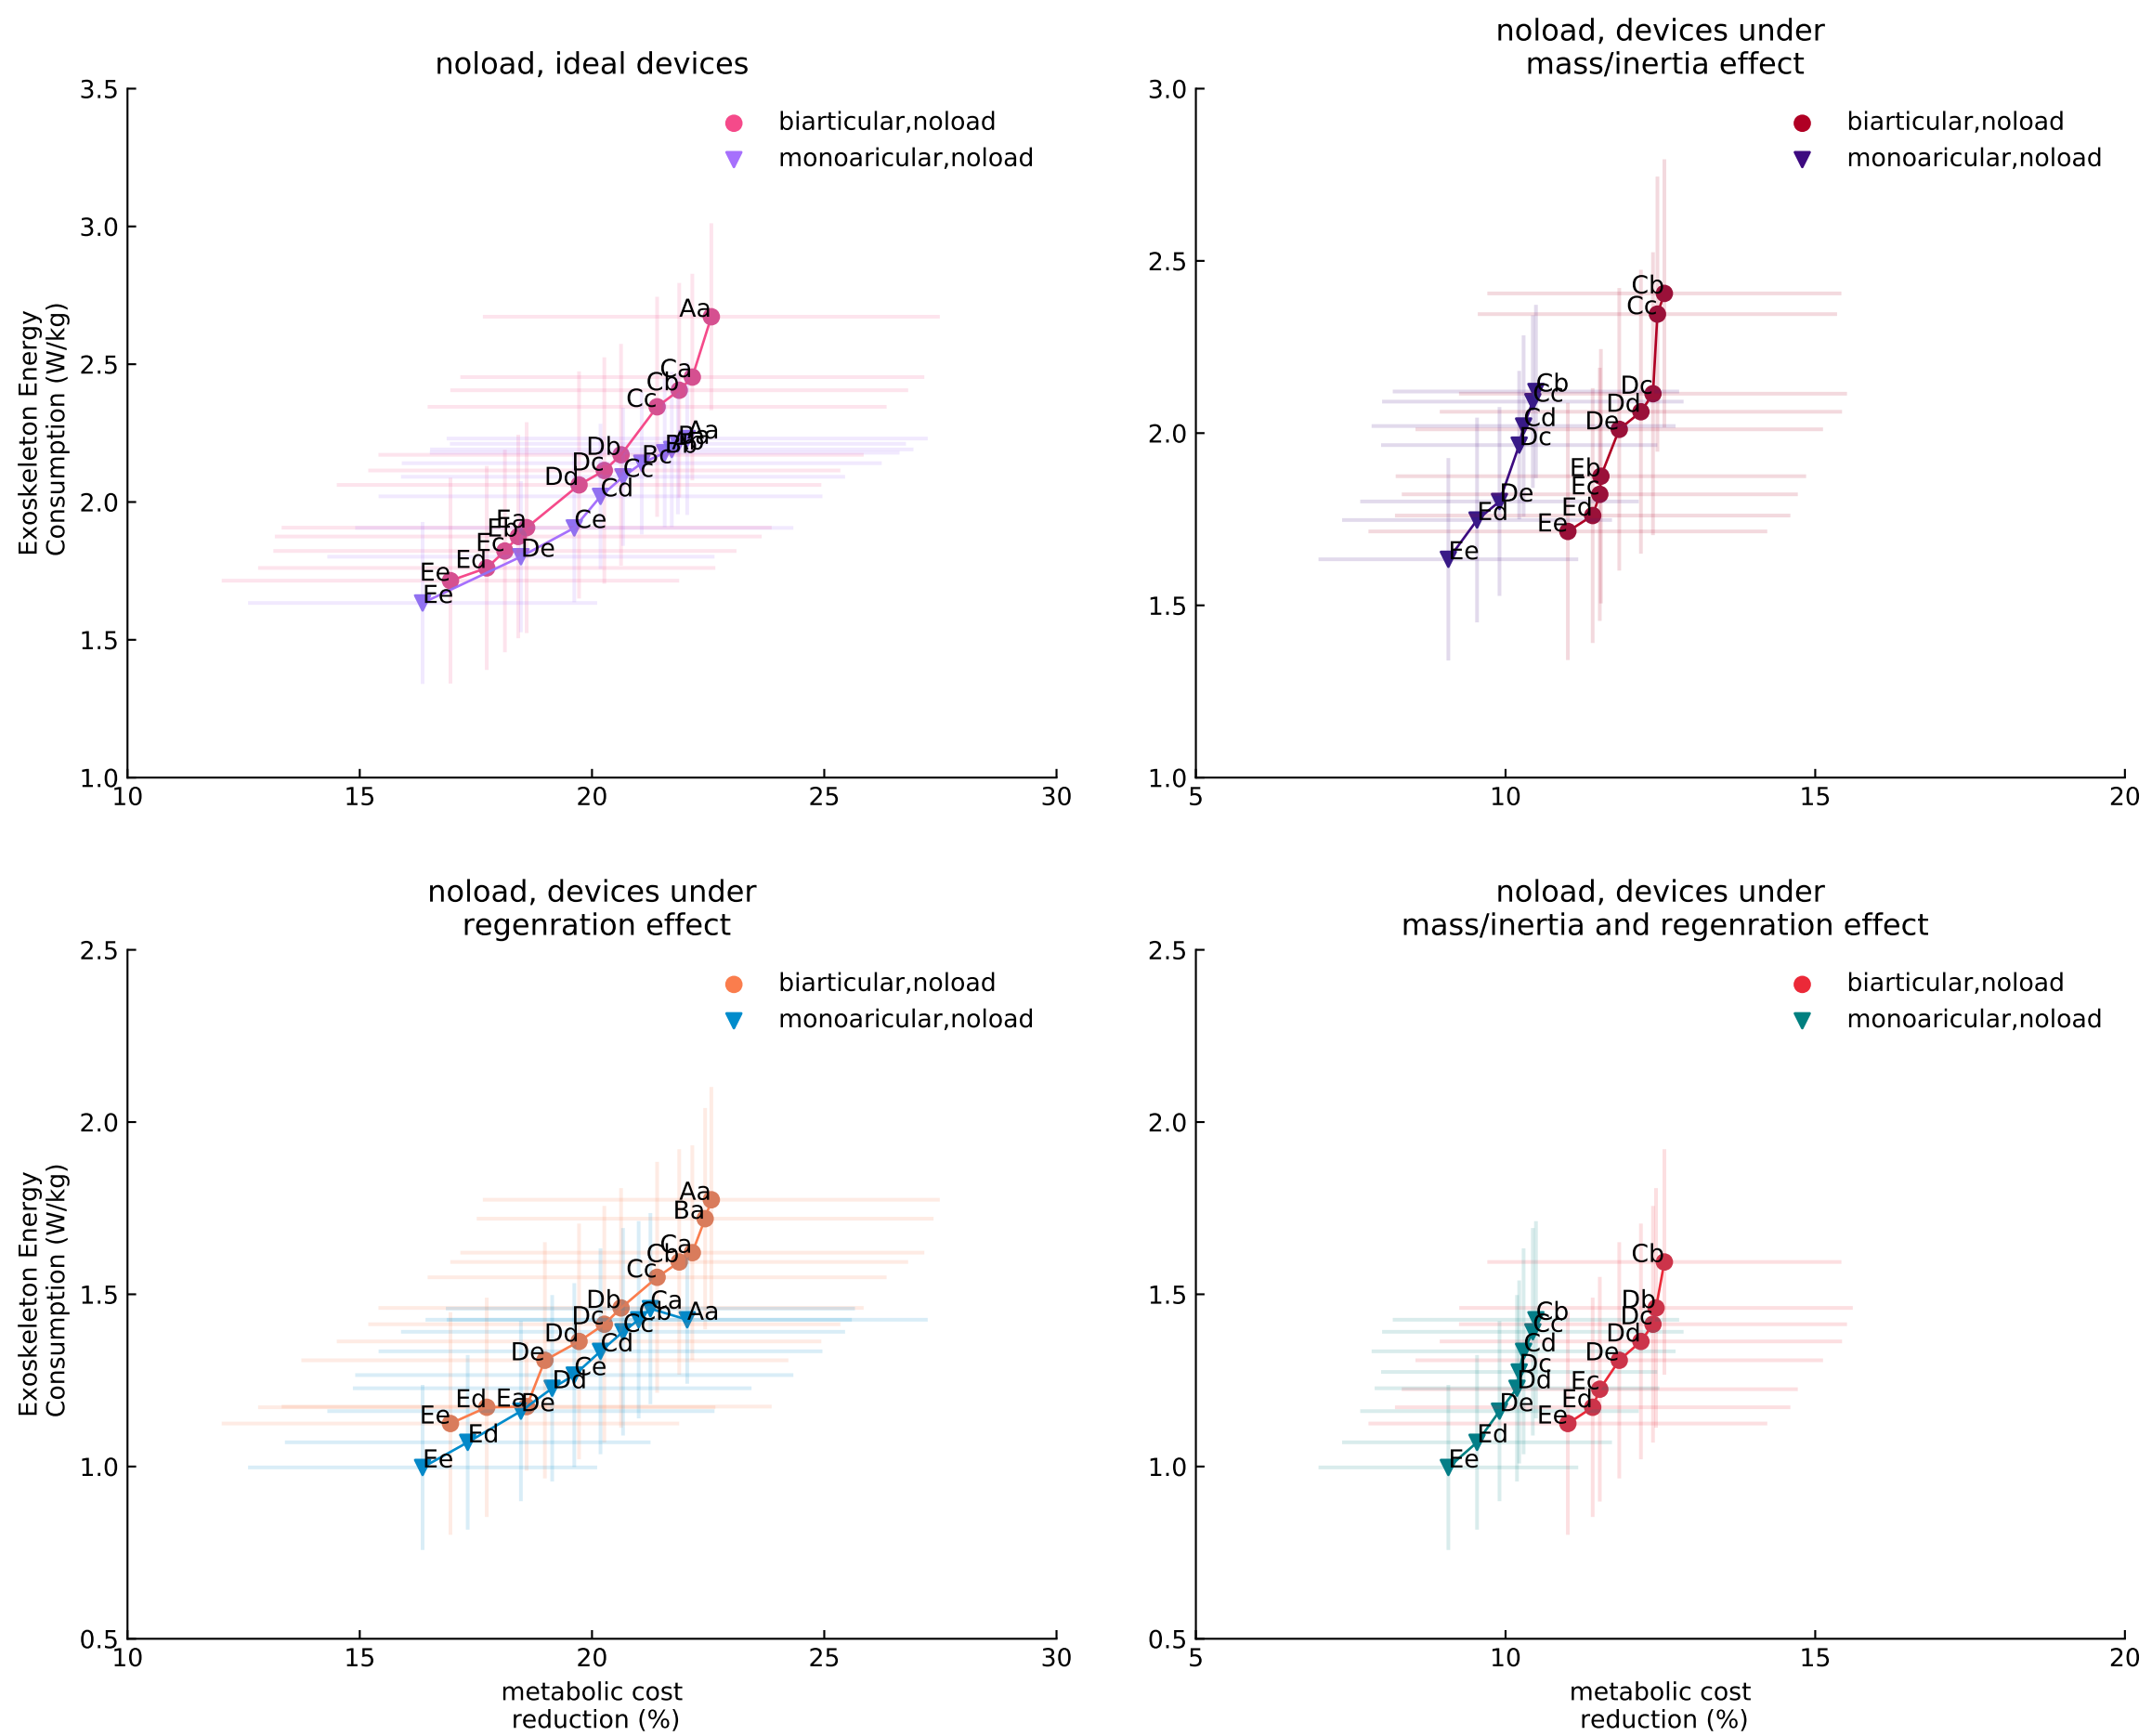 noload, ideal devices
3.5
3.0
2.5
2.0
1.5
1.0
10
15
20
25
30
Exoskeleton Energy
Consumption (W/kg)
biarticular,noload
monoaricular,noload
Aa
Ca
Cb
Cc
Db
Dc
Dd
Ea
Eb
Ec
Ed
Ee
Aa
Ba
Bb
Bc
Cc
Cd
Ce
De
Ee
noload, devices under
mass/inertia effect
3.0
2.5
2.0
1.5
1.0
5
10
15
20
biarticular,noload
monoaricular,noload
Cb
Cc
Dc
Dd
De
Eb
Ec
Ed
Ee
Cb
Cc
Cd
Dc
De
Ed
Ee
noload, devices under
regenration effect
2.5
2.0
1.5
1.0
0.5
10
15
20
25
30
Exoskeleton Energy
Consumption (W/kg)
metabolic cost
reduction (%)
biarticular,noload
monoaricular,noload
Aa
Ba
Ca
Cb
Cc
Db
Dc
Dd
De
Ea
Ed
Ee
Aa
Ca
Cb
Cc
Cd
Ce
Dd
De
Ed
Ee
noload, devices under
mass/inertia and regenration effect
2.5
2.0
1.5
1.0
0.5
5
10
15
20
metabolic cost
reduction (%)
biarticular,noload
monoaricular,noload
Cb
Db
Dc
Dd
De
Ec
Ed
Ee
Cb
Cc
Cd
Dc
Dd
De
Ed
Ee